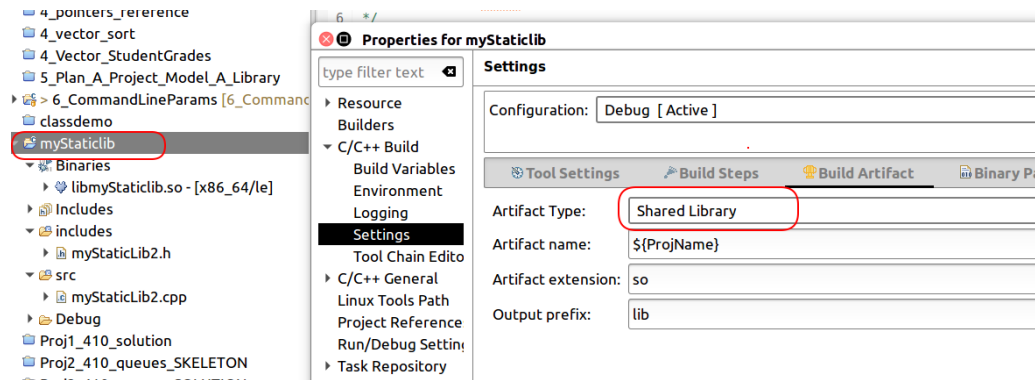 4_pointers_reference
4_vector_sort
4_Vector_StudentGrades
5_Plan_A_Project_Model_A_Library
> 6_CommandLineParams [6_Command
classdemo
myStaticlib
Binaries
libmyStaticlib.so - [x86_64/le]
Includes
includes
myStaticLib2.h
src
myStaticLib2.cpp
Debug
Proj1_410_solution
Proj2_410_queues_SKELETON
6 */
Properties for myStaticlib
type filter text
Resource
Builders
C/C++ Build
Build Variables
Environment
Logging
Settings
Tool Chain Edito
C/C++ General
Linux Tools Path
Project Reference
Run/Debug Setting
Task Repository
Settings
Configuration: Debug [ Active ]
Tool Settings Build Steps Build Artifact Binary Pa
Artifact Type: Shared Library
Artifact name: ${ProjName}
Artifact extension: so
Output prefix: lib